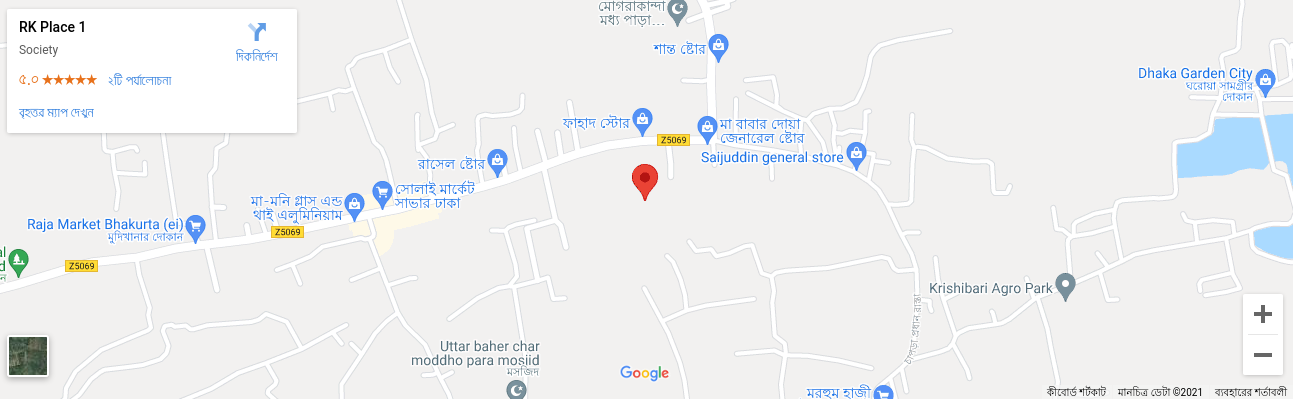 RK Place 1
Society
৫.০
২টি পর্যালোচনা
বৃহত্তর ম্যাপ দেখুন
দিকনির্দেশ
মোগরাকান্দা
মধ্য পাড়া...
শান্ত ষ্টোর
Dhaka Garden City
ঘরোয়া সামগ্রীর
দোকান
ফাহাদ স্টোর
Z5069
মা বাবার দোয়া
জেনারেল ষ্টোর
Saijuddin general store
রাসেল ষ্টোর
সোলাই মার্কেট
সাভার ঢাকা
মা-মনি গ্লাস এন্ড
থাই এলুমিনিয়াম
Raja Market Bhakurta (ei)
মুদিখানার দোকান
Z5069
Z5069
Krishibari Agro Park
Uttar baher char
moddho para mosjid
মসজিদ
মরহুম হাজী
Google
কীবোর্ড শর্টকাট
মানচিত্র ডেটা ©2021
ব্যবহারের শর্তাবলী